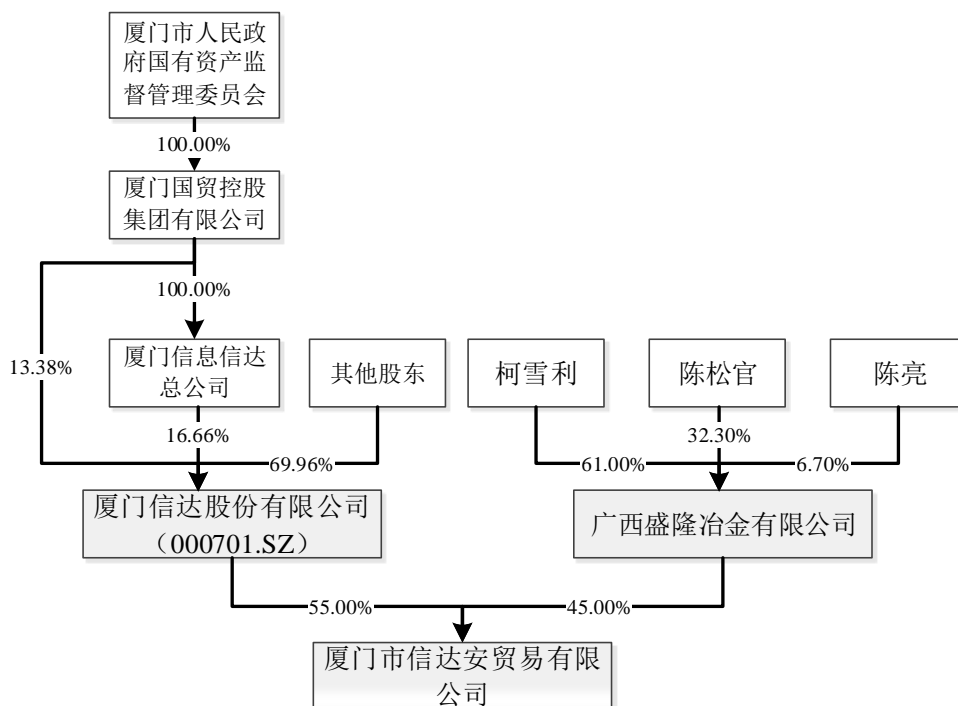 厦门市人民政
府国有资产监
督管理委员会
100.00%
厦门国贸控股
集团有限公司
100.00%
13.38%
厦门信息信达
总公司
其他股东
柯雪利
陈松官
陈亮
16.66%
32.30%
69.96%
61.00%
6.70%
厦门信达股份有限公司
（000701.SZ）
广西盛隆冶金有限公司
55.00%
45.00%
厦门市信达安贸易有限
公司